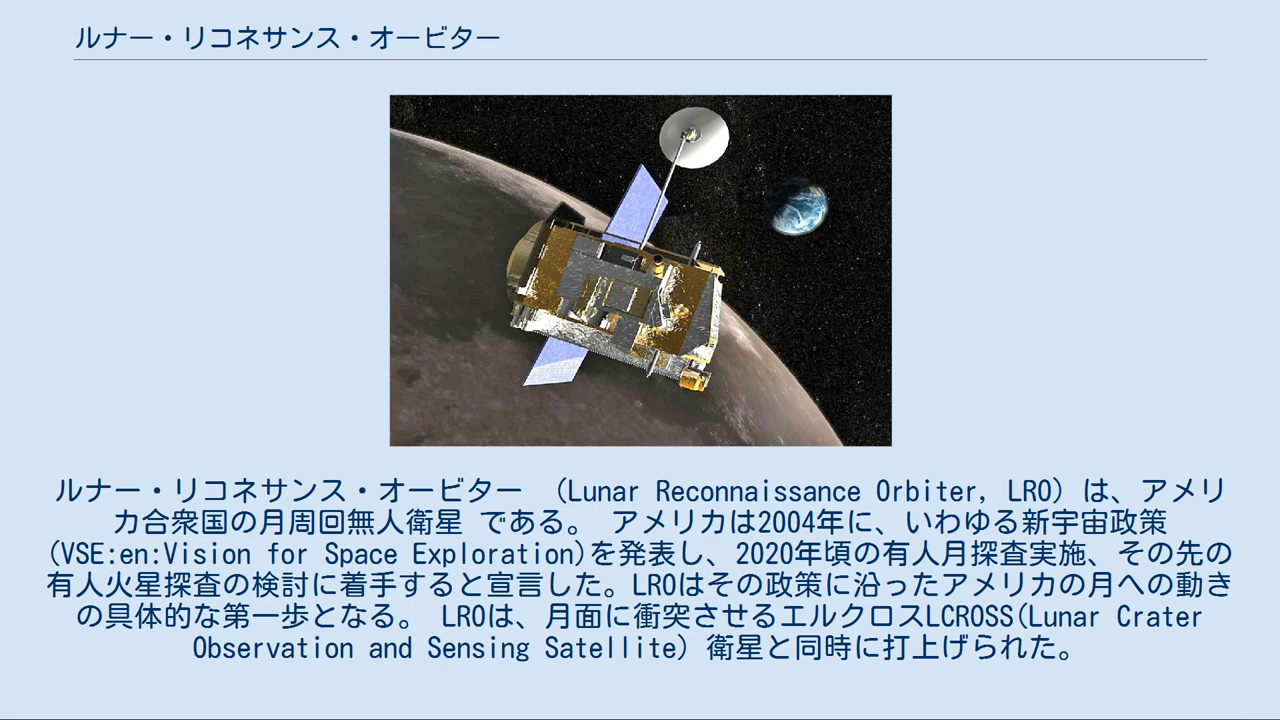 ルナー・リコネサンス・オービター
ルナー・リコネサンス・オービター （Lunar Reconnaissance Orbiter, LRO）は、アメリ
カ合衆国の月周回無人衛星 である。 アメリカは2004年に、いわゆる新宇宙政策
(VSE:en:Vision for Space Exploration)を発表し、2020年頃の有人月探査実施、その先の
有人火星探査の検討に着手すると宣言した。LROはその政策に沿ったアメリカの月への動き
の具体的な第一歩となる。 LROは、月面に衝突させるエルクロスLCROSS(Lunar Crater
Observation and Sensing Satellite) 衛星と同時に打上げられた。